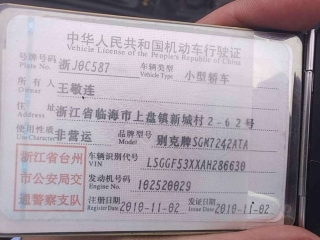 中华人民共和国机动车行驶证
Vehicle License of the People's Republic of China
号牌号码 浙J0C587 车辆类型 小型轿车
Plate No. Vehicle Type
所有人 王敬连
Owner
住址 浙江省临海市上盘镇新城村2-62号
Address
使用性质 非营运 品牌型号 别克牌SGM7242ATA
Use Character Model
浙江省台州 车辆识别代号 LSGGF53XXAH286630
VIN
市公安局交 发动机号码 102520029
Engine No.
通警察支队 注册日期 2010-11-02 发证日期 2010-11-02
Register Date Issue Date